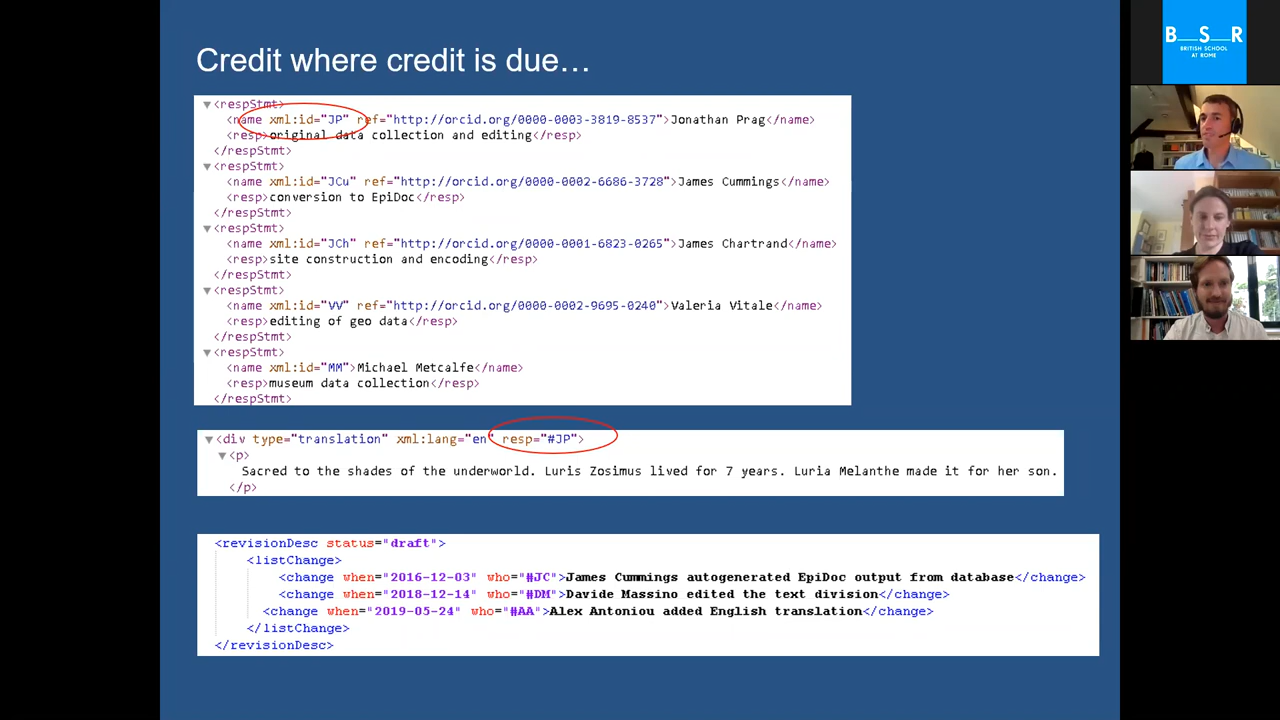 Credit where credit is due…
<respStmt>
<name xml:id="JP" ref="http://orcid.org/0000-0003-3819-8537">Jonathan Prag</name>
<resp>original data collection and editing</resp>
</respStmt>
<respStmt>
<name xml:id="JCu" ref="http://orcid.org/0000-0002-6686-3728">James Cummings</name>
<resp>conversion to EpiDoc</resp>
</respStmt>
<respStmt>
<name xml:id="JCh" ref="http://orcid.org/0000-0001-6823-0265">James Chartrand</name>
<resp>site construction and encoding</resp>
</respStmt>
<respStmt>
<name xml:id="VV" ref="http://orcid.org/0000-0002-9695-0240">Valeria Vitale</name>
<resp>editing of geo data</resp>
</respStmt>
<respStmt>
<name xml:id="MM">Michael Metcalfe</name>
<resp>museum data collection</resp>
</respStmt>
<div type="translation" xml:lang="en" resp="#JP">
<p>
Sacred to the shades of the underworld. Luris Zosimus lived for 7 years. Luria Melanthe made it for her son.
</p>
<revisionDesc status="draft">
<listChange>
<change when="2016-12-03" who="#JC">James Cummings autogenerated EpiDoc output from database</change>
<change when="2018-12-14" who="#DM">Davide Massino edited the text division</change>
<change when="2019-05-24" who="#AA">Alex Antoniou added English translation</change>
</listChange>
</revisionDesc>
B__S__R
BRITISH SCHOOL
AT ROME